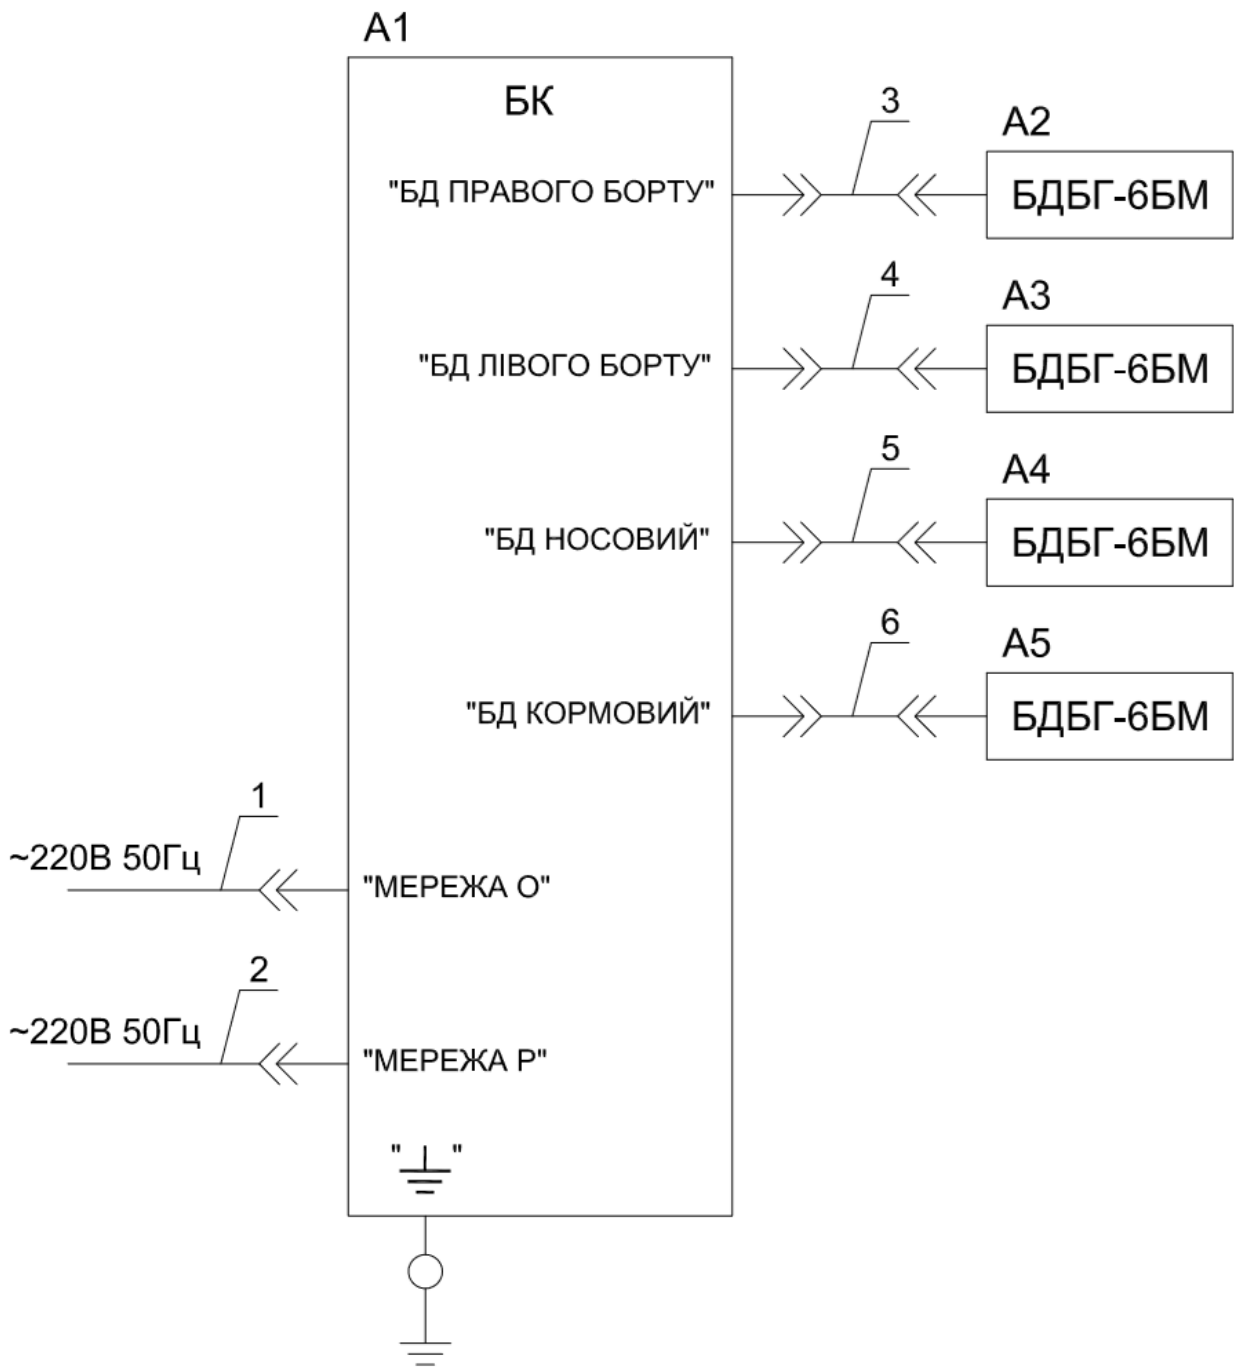 А1
БК
3
А2
"БД ПРАВОГО БОРТУ"
БДБГ-6БМ
4
А3
"БД ЛІВОГО БОРТУ"
БДБГ-6БМ
5
А4
"БД НОСОВИЙ"
БДБГ-6БМ
6
А5
"БД КОРМОВИЙ"
БДБГ-6БМ
1
~220В 50Гц
"МЕРЕЖА О"
2
~220В 50Гц
"МЕРЕЖА Р"
" "